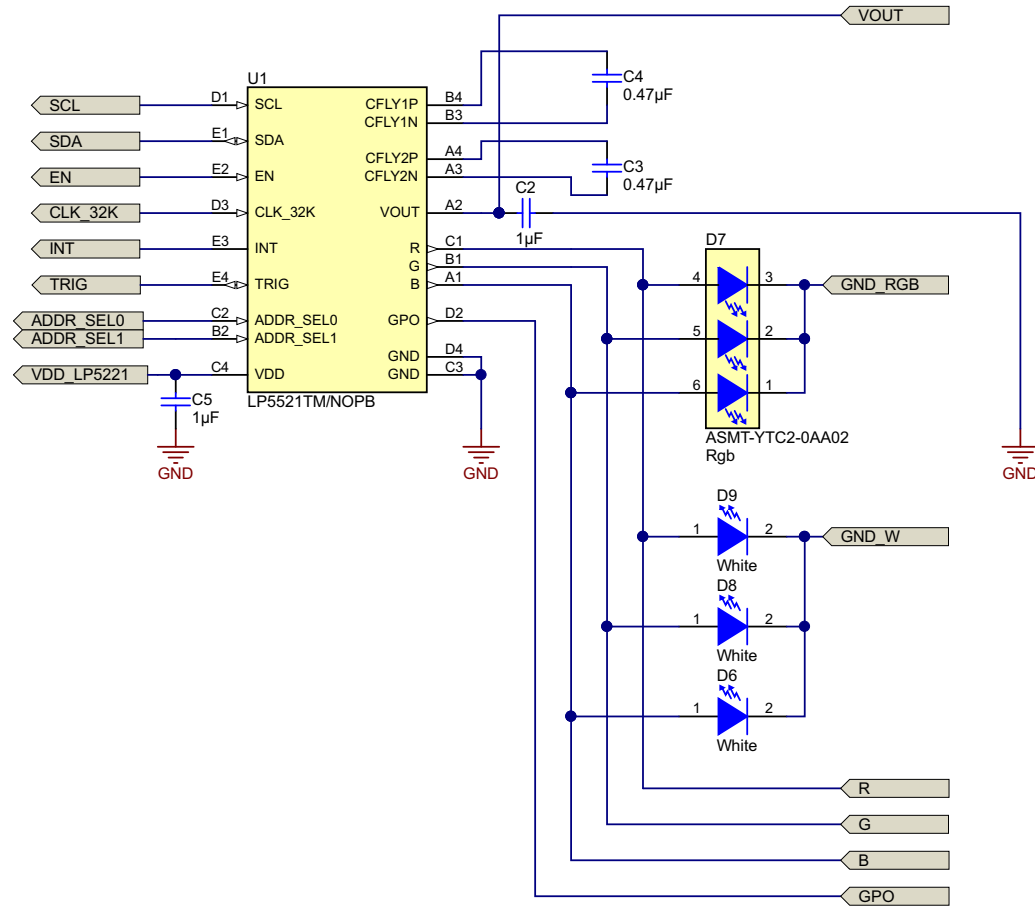 VOUT
U1
C4
0.47µF
SCL
D1
SCL
CFLY1P
B4
CFLY1N
B3
SDA
E1
SDA
CFLY2P
A4
C3
0.47µF
EN
E2
EN
CFLY2N
A3
C2
1µF
CLK_32K
D3
CLK_32K
VOUT
A2
INT
E3
INT
R
C1
G
B1
D7
TRIG
E4
TRIG
B
A1
4
3
GND_RGB
ADDR_SEL0
C2
ADDR_SEL0
GPO
D2
ADDR_SEL1
B2
ADDR_SEL1
5
2
GND
D4
VDD_LP5221
C4
VDD
GND
C3
6
1
C5
1µF
LP5521TM/NOPB
ASMT-YTC2-0AA02
Rgb
GND
GND
GND
D9
1
2
GND_W
White
D8
1
2
White
D6
1
2
White
R
G
B
GPO